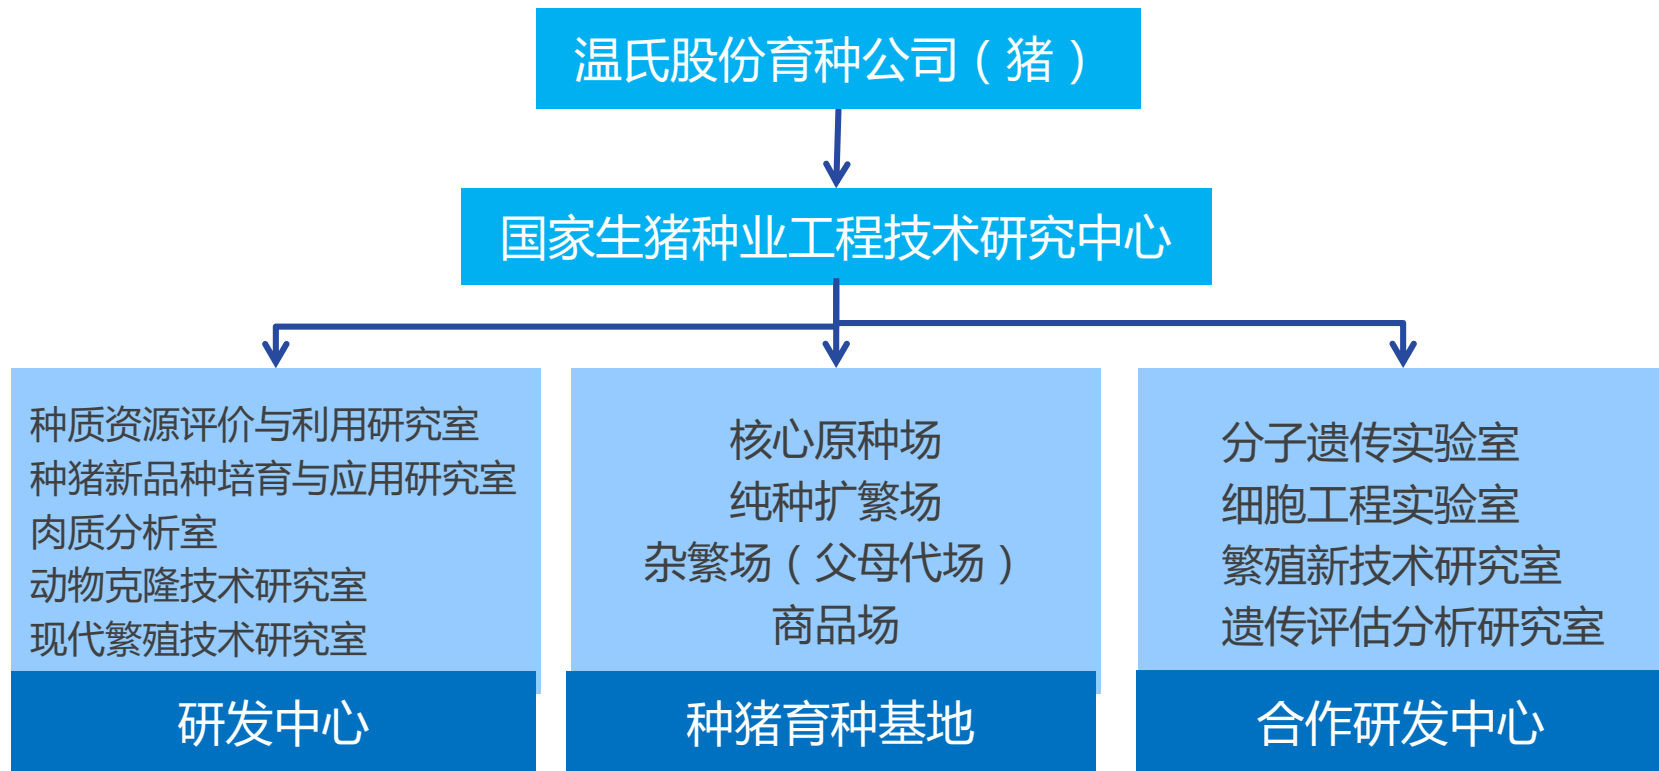 温氏股份育种公司（猪）
国家生猪种业工程技术研究中心
种质资源评价与利用研究室
种猪新品种培育与应用研究室
肉质分析室
动物克隆技术研究室
现代繁殖技术研究室
研发中心
核心原种场
纯种扩繁场
杂繁场（父母代场）
商品场
种猪育种基地
分子遗传实验室
细胞工程实验室
繁殖新技术研究室
遗传评估分析研究室
合作研发中心